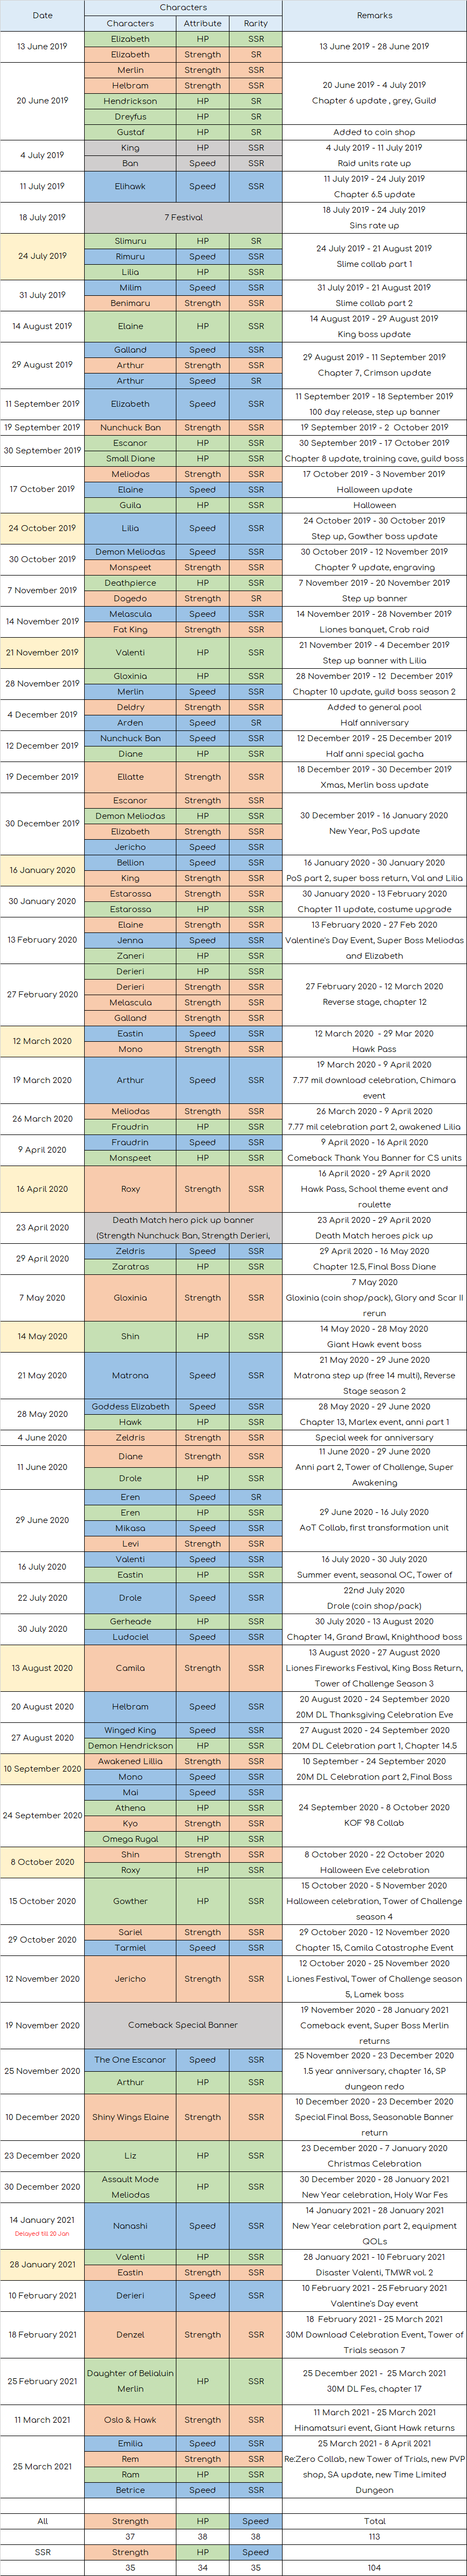 Date Characters Remarks
Characters Attribute Rarity
13 June 2019 Elizabeth HP SSR 13 June 2019 - 28 June 2019
Elizabeth Strength SR
20 June 2019 Merlin Strength SSR 20 June 2019 - 4 July 2019
Helbram Strength SSR Chapter 6 update , grey, Guild
Hendrickson HP SR
Dreyfus HP SR
Gustaf HP SR Added to coin shop
4 July 2019 King HP SSR 4 July 2019 - 11 July 2019
Ban Speed SSR Raid units rate up
11 July 2019 Elihawk Speed SSR 11 July 2019 - 24 July 2019
Chapter 6.5 update
18 July 2019 7 Festival 18 July 2019 - 24 July 2019
Sins rate up
24 July 2019 Slimuru HP SR 24 July 2019 - 21 August 2019
Rimuru Speed SSR Slime collab part 1
Lilia HP SSR
31 July 2019 Milim Speed SSR 31 July 2019 - 21 August 2019
Benimaru Strength SSR Slime collab part 2
14 August 2019 Elaine HP SSR 14 August 2019 - 29 August 2019
King boss update
29 August 2019 Galland Speed SSR 29 August 2019 - 11 September 2019
Arthur Strength SSR Chapter 7, Crimson update
Arthur Speed SR
11 September 2019 Elizabeth Speed SSR 11 September 2019 - 18 September 2019
100 day release, step up banner
19 September 2019 Nunchuck Ban Strength SSR 19 September 2019 - 2 October 2019
30 September 2019 Escanor HP SSR 30 September 2019 - 17 October 2019
Small Diane HP SSR Chapter 8 update, training cave, guild boss
17 October 2019 Meliodas Strength SSR 17 October 2019 - 3 November 2019
Elaine Speed SSR Halloween update
Guila HP SSR Halloween
24 October 2019 Lilia Speed SSR 24 October 2019 - 30 October 2019
Step up, Gowther boss update
30 October 2019 Demon Meliodas Speed SSR 30 October 2019 - 12 November 2019
Monspeet Strength SSR Chapter 9 update, engraving
7 November 2019 Deathpierce HP SSR 7 November 2019 - 20 November 2019
Dogedo Strength SR Step up banner
14 November 2019 Melascula Speed SSR 14 November 2019 - 28 November 2019
Fat King Strength SSR Liones banquet, Crab raid
21 November 2019 Valenti HP SSR 21 November 2019 - 4 December 2019
Step up banner with Lilia
28 November 2019 Gloxinia HP SSR 28 November 2019 - 12 December 2019
Merlin Speed SSR Chapter 10 update, guild boss season 2
4 December 2019 Deldry Strength SSR Added to general pool
Arden Speed SR Half anniversary
12 December 2019 Nunchuck Ban Speed SSR 12 December 2019 - 25 December 2019
Diane HP SSR Half anni special gacha
19 December 2019 Ellatte Strength SSR 18 December 2019 - 30 December 2019
Xmas, Merlin boss update
30 December 2019 Escanor Strength SSR 30 December 2019 - 16 January 2020
Demon Meliodas HP SSR New Year, PoS update
Elizabeth Strength SSR
Jericho Speed SSR
16 January 2020 Bellion Speed SSR 16 January 2020 - 30 January 2020
King Strength SSR PoS part 2, super boss return, Val and Lilia
30 January 2020 Estarossa Strength SSR 30 January 2020 - 13 February 2020
Estarossa HP SSR Chapter 11 update, costume upgrade
13 February 2020 Elaine Strength SSR 13 February 2020 - 27 Feb 2020
Jenna Speed SSR Valentine's Day Event, Super Boss Meliodas
Zaneri HP SSR and Elizabeth
27 February 2020 Derieri HP SSR 27 February 2020 - 12 March 2020
Derieri Strength SSR Reverse stage, chapter 12
Melascula Strength SSR
Galland Strength SSR
12 March 2020 Eastin Speed SSR 12 March 2020 - 29 Mar 2020
Mono Strength SSR Hawk Pass
19 March 2020 Arthur Speed SSR 19 March 2020 - 9 April 2020
7.77 mil download celebration, Chimara
event
26 March 2020 Meliodas Strength SSR 26 March 2020 - 9 April 2020
Fraudrin HP SSR 7.77 mil celebration part 2, awakened Lilia
9 April 2020 Fraudrin Speed SSR 9 April 2020 - 16 April 2020
Monspeet HP SSR Comeback Thank You Banner for CS units
16 April 2020 Roxy Strength SSR 16 April 2020 - 29 April 2020
Hawk Pass, School theme event and
roulette
23 April 2020 Death Match hero pick up banner 23 April 2020 - 29 April 2020
(Strength Nunchuck Ban, Strength Derieri, Death Match heroes pick up
29 April 2020 Zeldris Speed SSR 29 April 2020 - 16 May 2020
Zaratras HP SSR Chapter 12.5, Final Boss Diane
7 May 2020 Gloxinia Strength SSR 7 May 2020
Gloxinia (coin shop/pack), Glory and Scar II
rerun
14 May 2020 Shin HP SSR 14 May 2020 - 28 May 2020
Giant Hawk event boss
21 May 2020 Matrona Speed SSR 21 May 2020 - 29 June 2020
Matrona step up (free 14 multi), Reverse
Stage season 2
28 May 2020 Goddess Elizabeth Speed SSR 28 May 2020 - 29 June 2020
Hawk HP SSR Chapter 13, Marlex event, anni part 1
4 June 2020 Zeldris Strength SSR Special week for anniversary
11 June 2020 Diane Strength SSR 11 June 2020 - 29 June 2020
Drole HP SSR Anni part 2, Tower of Challenge, Super
Awakening
29 June 2020 Eren Speed SR 29 June 2020 - 16 July 2020
Eren HP SSR AoT Collab, first transformation unit
Mikasa Speed SSR
Levi Strength SSR
16 July 2020 Valenti Speed SSR 16 July 2020 - 30 July 2020
Eastin HP SSR Summer event, seasonal OC, Tower of
22 July 2020 Drole Speed SSR 22nd July 2020
Drole (coin shop/pack)
30 July 2020 Gerheade HP SSR 30 July 2020 - 13 August 2020
Ludociel Speed SSR Chapter 14, Grand Brawl, Knighthood boss
13 August 2020 Camila Strength SSR 13 August 2020 - 27 August 2020
Liones Fireworks Festival, King Boss Return,
Tower of Challenge Season 3
20 August 2020 Helbram Speed SSR 20 August 2020 - 24 September 2020
20M DL Thanksgiving Celebration Eve
27 August 2020 Winged King Speed SSR 27 August 2020 - 24 September 2020
Demon Hendrickson HP SSR 20M DL Celebration part 1, Chapter 14.5
10 September 2020 Awakened Lillia Strength SSR 10 September - 24 September 2020
Mono Speed SSR 20M DL Celebration part 2, Final Boss
24 September 2020 Mai Speed SSR 24 September 2020 - 8 October 2020
Athena HP SSR KOF '98 Collab
Kyo Strength SSR
Omega Rugal HP SSR
8 October 2020 Shin Strength SSR 8 October 2020 - 22 October 2020
Roxy HP SSR Halloween Eve celebration
15 October 2020 Gowther HP SSR 15 October 2020 - 5 November 2020
Halloween celebration, Tower of Challenge
season 4
29 October 2020 Sariel Strength SSR 29 October 2020 - 12 November 2020
Tarmiel Speed SSR Chapter 15, Camila Catastrophe Event
12 November 2020 Jericho Strength SSR 12 October 2020 - 25 November 2020
Liones Festival, Tower of Challenge season
5, Lamek boss
19 November 2020 Comeback Special Banner 19 November 2020 - 28 January 2021
Comeback event, Super Boss Merlin
returns
25 November 2020 The One Escanor Speed SSR 25 November 2020 - 23 December 2020
Arthur HP SSR 1.5 year anniversary, chapter 16, SP
dungeon redo
10 December 2020 Shiny Wings Elaine Strength SSR 10 December 2020 - 23 December 2020
Special Final Boss, Seasonable Banner
return
23 December 2020 Liz HP SSR 23 December 2020 - 7 January 2020
Christmas Celebration
30 December 2020 Assault Mode HP SSR 30 December 2020 - 28 January 2021
Meliodas New Year celebration, Holy War Fes
14 January 2021 Nanashi Speed SSR 14 January 2021 - 28 January 2021
Delayed till 20 Jan New Year celebration part 2, equipment
QOLs
28 January 2021 Valenti HP SSR 28 January 2021 - 10 February 2021
Eastin Strength SSR Disaster Valenti, TMWR vol. 2
10 February 2021 Derieri Speed SSR 10 February 2021 - 25 February 2021
Valentine's Day event
18 February 2021 Denzel Strength SSR 18 February 2021 - 25 March 2021
30M Download Celebration Event, Tower of
Trials season 7
25 February 2021 Daughter of Belialuin HP SSR 25 December 2021 - 25 March 2021
Merlin 30M DL Fes, chapter 17
11 March 2021 Oslo & Hawk Strength SSR 11 March 2021 - 25 March 2021
Hinamatsuri event, Giant Hawk returns
25 March 2021 Emilia Speed SSR 25 March 2021 - 8 April 2021
Rem Strength SSR Re:Zero Collab, new Tower of Trials, new PVP
Ram HP SSR shop, SA update, new Time Limited
Betrice Speed SSR Dungeon
All Strength HP Speed Total
37 38 38 113
SSR Strength HP Speed
35 34 35 104